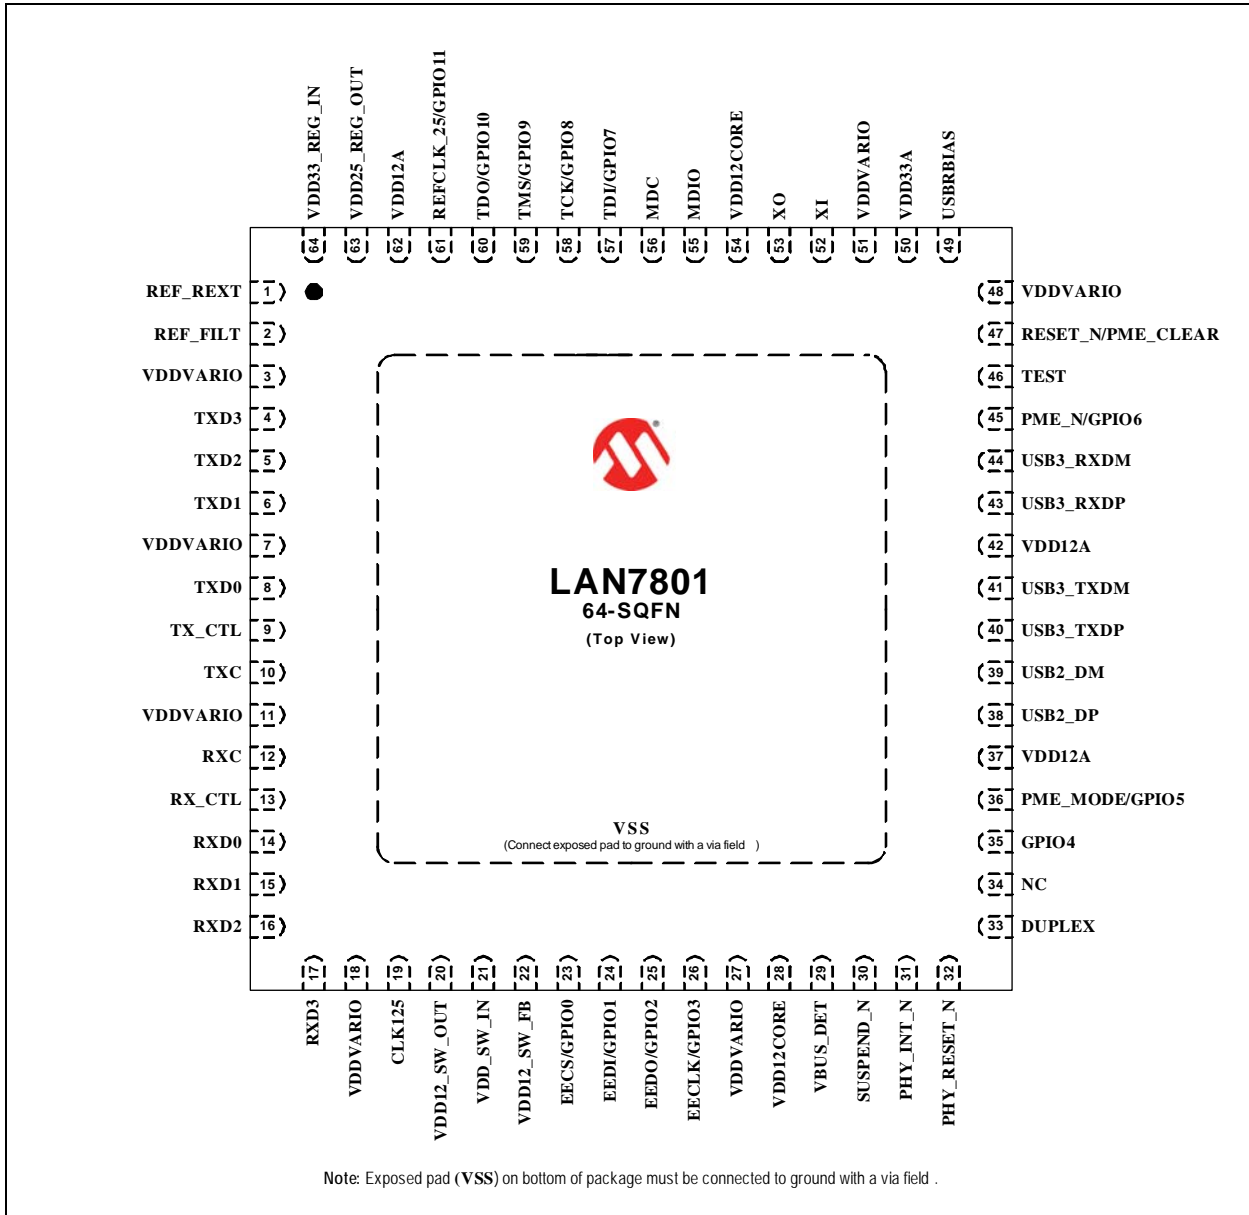 VDD33_REG_IN
VDD25_REG_OUT
VDD12A
REFCLK_25/GPIO11
TDO/GPIO10
TMS/GPIO9
TCK/GPIO8
TDI/GPIO7
MDC
MDIO
VDD12CORE
XO
XI
VDDVARIO
VDD33A
USBRBIAS
64
63
62
61
60
59
58
57
56
55
54
53
52
51
50
49
REF_REXT 1
REF_FILT 2
VDDVARIO 3
TXD3 4
TXD2 5
TXD1 6
VDDVARIO 7
TXD0 8
TX_CTL 9
TXC 10
VDDVARIO 11
RXC 12
RX_CTL 13
RXD0 14
RXD1 15
RXD2 16
®
LAN7801
64-SQFN
(Top View)
VSS
(Connect exposed pad to ground with a via field )
48 VDDVARIO
47 RESET_N/PME_CLEAR
46 TEST
45 PME_N/GPIO6
44 USB3_RXDM
43 USB3_RXDP
42 VDD12A
41 USB3_TXDM
40 USB3_TXDP
39 USB2_DM
38 USB2_DP
37 VDD12A
36 PME_MODE/GPIO5
35 GPIO4
34 NC
33 DUPLEX
17
18
19
20
21
22
23
24
25
26
27
28
29
30
31
32
RXD3
VDDVARIO
CLK125
VDD12_SW_OUT
VDD_SW_IN
VDD12_SW_FB
EECS/GPIO0
EEDI/GPIO1
EEDO/GPIO2
EECLK/GPIO3
VDDVARIO
VDD12CORE
VBUS_DET
SUSPEND_N
PHY_INT_N
PHY_RESET_N
Note: Exposed pad (VSS) on bottom of package must be connected to ground with a via field .